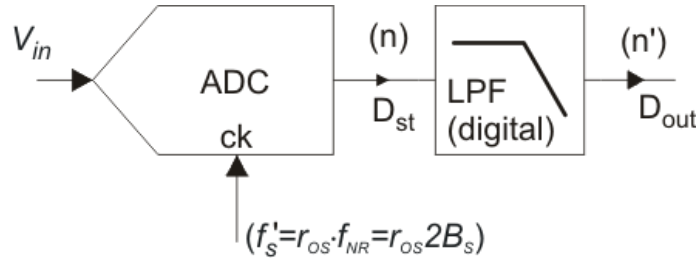 V_in
ADC
ck
(n)
D_st
LPF
(digital)
(n')
D_out
(f_s'=r_OS·f_NR=r_OS2B_S)